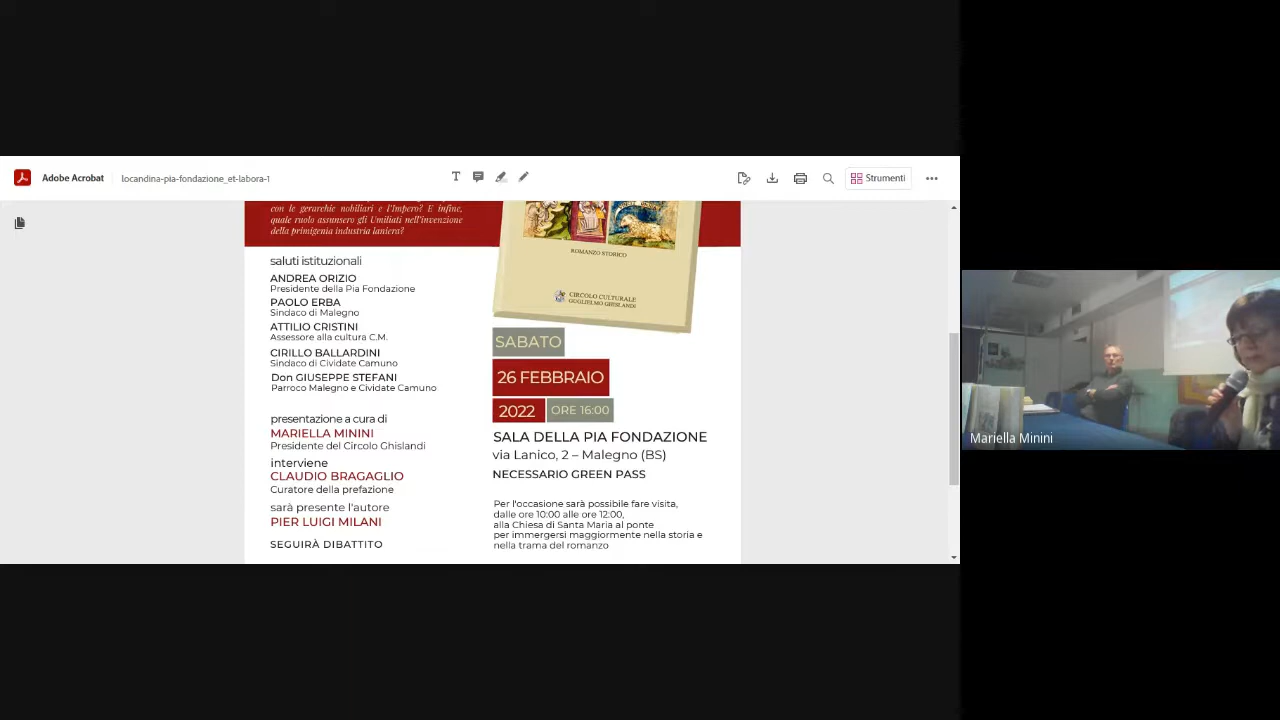 Adobe Acrobat
locandina-pia-fondazione_et-labora-1
Strumenti
con le gerarchie nobiliari e l'Impero? E infine,
quale ruolo assunsero gli Umiliati nell'invenzione
della primigenia industria laniera?
ROMANZO STORICO
CIRCOLO CULTURALE
GUGLIELMO GHISLANDI
saluti istituzionali
ANDREA ORIZIO
Presidente della Pia Fondazione
PAOLO ERBA
Sindaco di Malegno
ATTILIO CRISTINI
Assessore alla cultura C.M.
CIRILLO BALLARDINI
Sindaco di Cividate Camuno
Don GIUSEPPE STEFANI
Parroco Malegno e Cividate Camuno
presentazione a cura di
MARIELLA MININI
Presidente del Circolo Ghislandi
interviene
CLAUDIO BRAGAGLIO
Curatore della prefazione
sarà presente l'autore
PIER LUIGI MILANI
SEGUIRÀ DIBATTITO
SABATO
26 FEBBRAIO
2022 ORE 16:00
SALA DELLA PIA FONDAZIONE
via Lanico, 2 – Malegno (BS)
NECESSARIO GREEN PASS
Per l'occasione sarà possibile fare visita,
dalle ore 10:00 alle ore 12:00,
alla Chiesa di Santa Maria al ponte
per immergersi maggiormente nella storia e
nella trama del romanzo
Mariella Minini